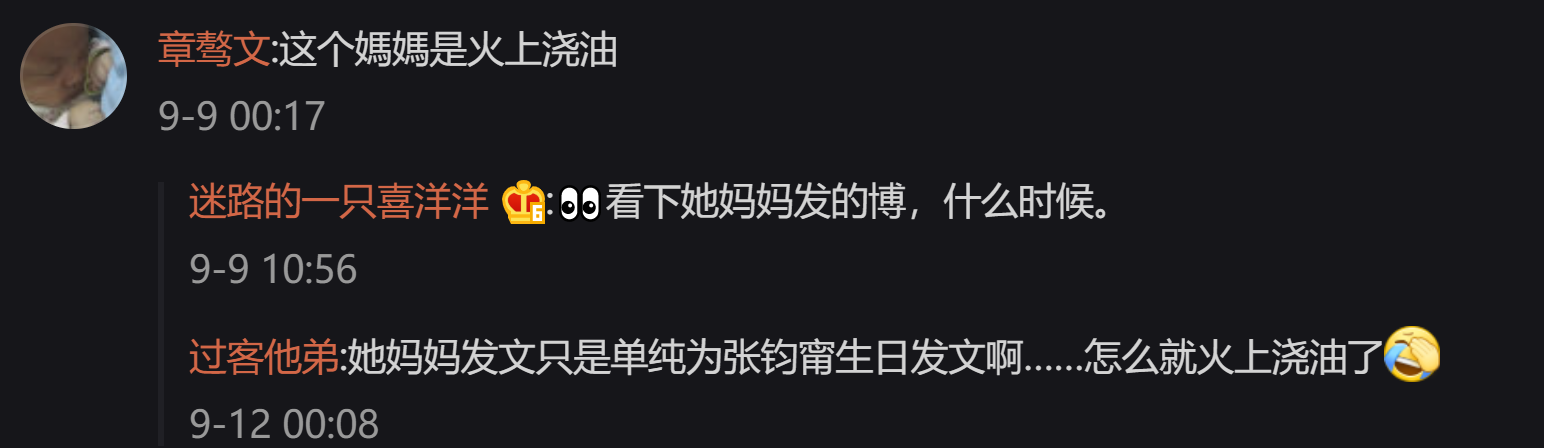 章骜文:这个媽媽是火上浇油
9-9 00:17
迷路的一只喜洋洋 6:👀看下她妈妈发的博，什么时候。
9-9 10:56
过客他弟:她妈妈发文只是单纯为张钧甯生日发文啊……怎么就火上浇油了
9-12 00:08